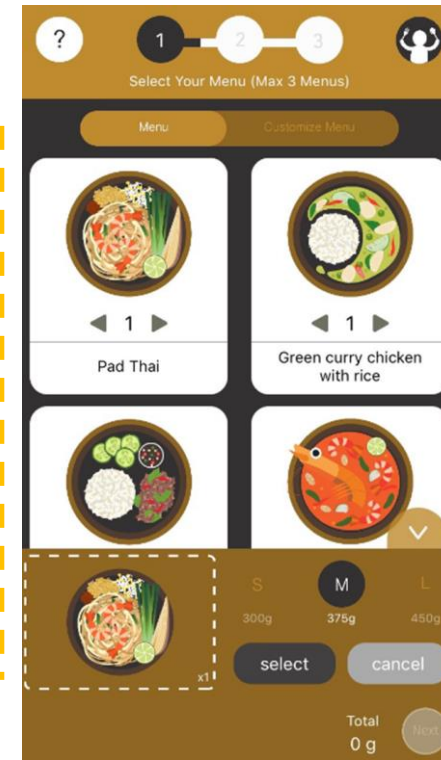 ?
1
2
3
Select Your Menu (Max 3 Menus)
Menu
Customize Menu
1
1
Pad Thai
Green curry chicken
with rice
S
M
L
300g
375g
450g
x1
select
cancel
Total
0 g
Next